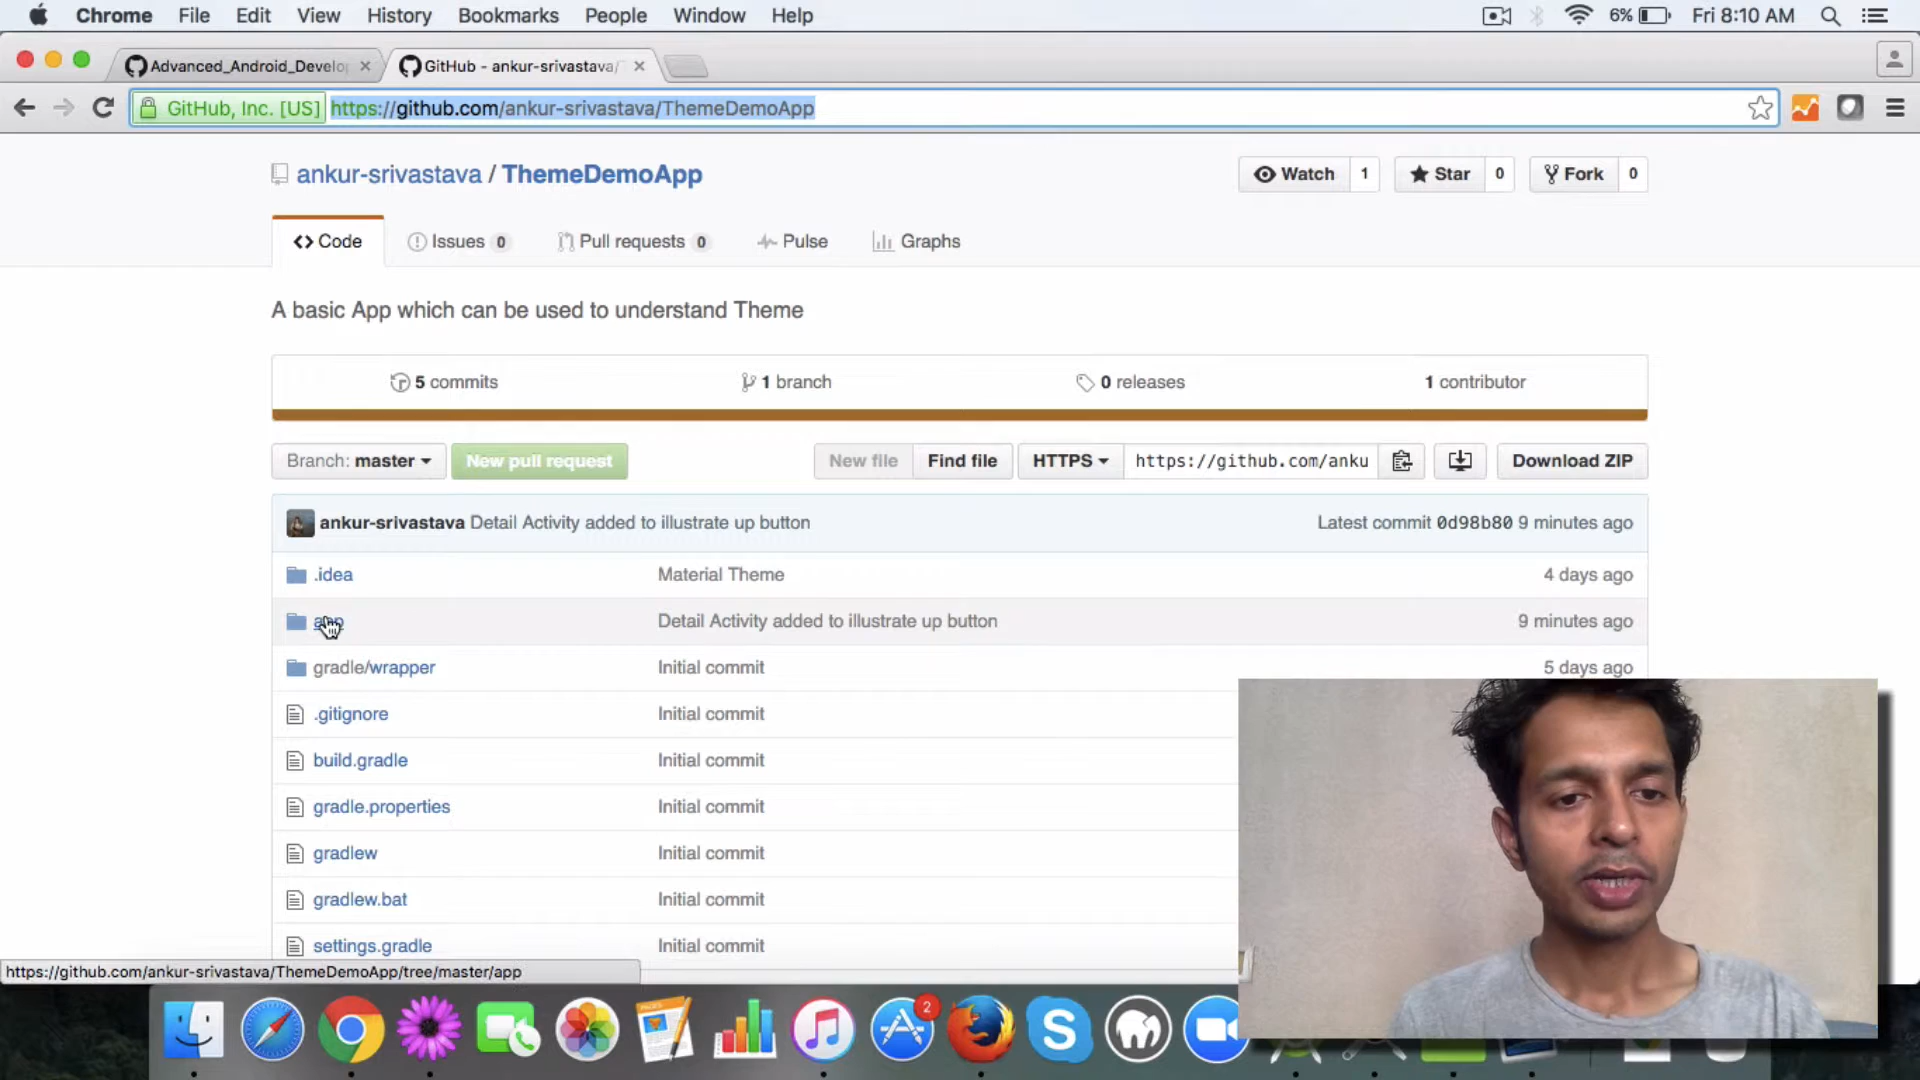 Chrome File Edit View History Bookmarks People Window Help 6% Fri 8:10 AM
Advanced_Android_Develo GitHub - ankur-srivastava/
GitHub, Inc. [US] https://github.com/ankur-srivastava/ThemeDemoApp
ankur-srivastava / ThemeDemoApp Watch 1 Star 0 Fork 0
Code Issues 0 Pull requests 0 Pulse Graphs
A basic App which can be used to understand Theme
5 commits 1 branch 0 releases 1 contributor
Branch: master New pull request New file Find file HTTPS https://github.com/anku Download ZIP
ankur-srivastava Detail Activity added to illustrate up button Latest commit 0d98b80 9 minutes ago
.idea Material Theme 4 days ago
app Detail Activity added to illustrate up button 9 minutes ago
gradle/wrapper Initial commit 5 days ago
.gitignore Initial commit
build.gradle Initial commit
gradle.properties Initial commit
gradlew Initial commit
gradlew.bat Initial commit
settings.gradle Initial commit
https://github.com/ankur-srivastava/ThemeDemoApp/tree/master/app
2
PAGES
S